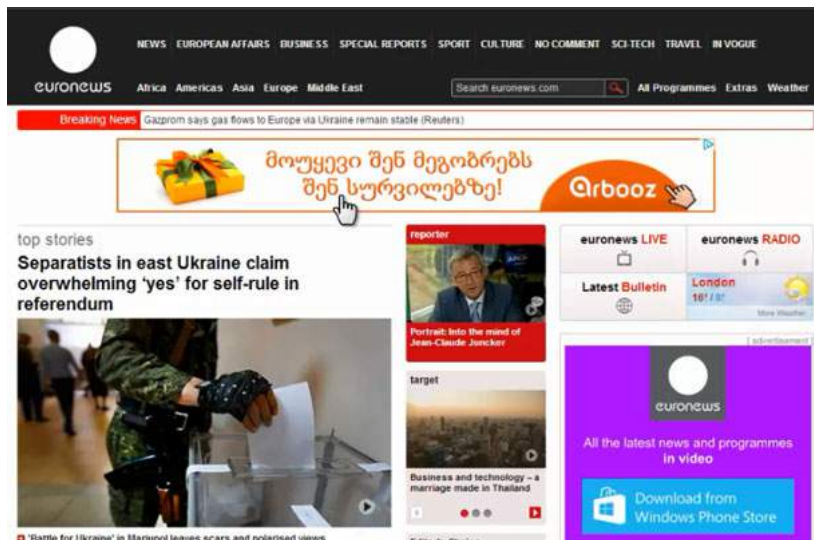 NEWS EUROPEAN AFFAIRS BUSINESS SPECIAL REPORTS SPORT CULTURE NO COMMENT SCI-TECH TRAVEL IN VOGUE
euronews
Africa Americas Asia Europe Middle East
Search euronews.com
All Programmes Extras Weather
Breaking News Gazprom says gas flows to Europe via Ukraine remain stable (Reuters)
მოუყევი შენ მეგობრებს
შენ სურვილებზე!
arbooz
top stories
Separatists in east Ukraine claim
overwhelming ‘yes’ for self-rule in
referendum
'Battle for Ukraine' in Mariupol leaves scars and polarised views
reporter
Portrait: Into the mind of
Jean-Claude Juncker
target
Business and technology – a
marriage made in Thailand
euronews LIVE
euronews RADIO
Latest Bulletin
London
More Weather
[ advertisement ]
euronews
All the latest news and programmes
in video
Download from
Windows Phone Store